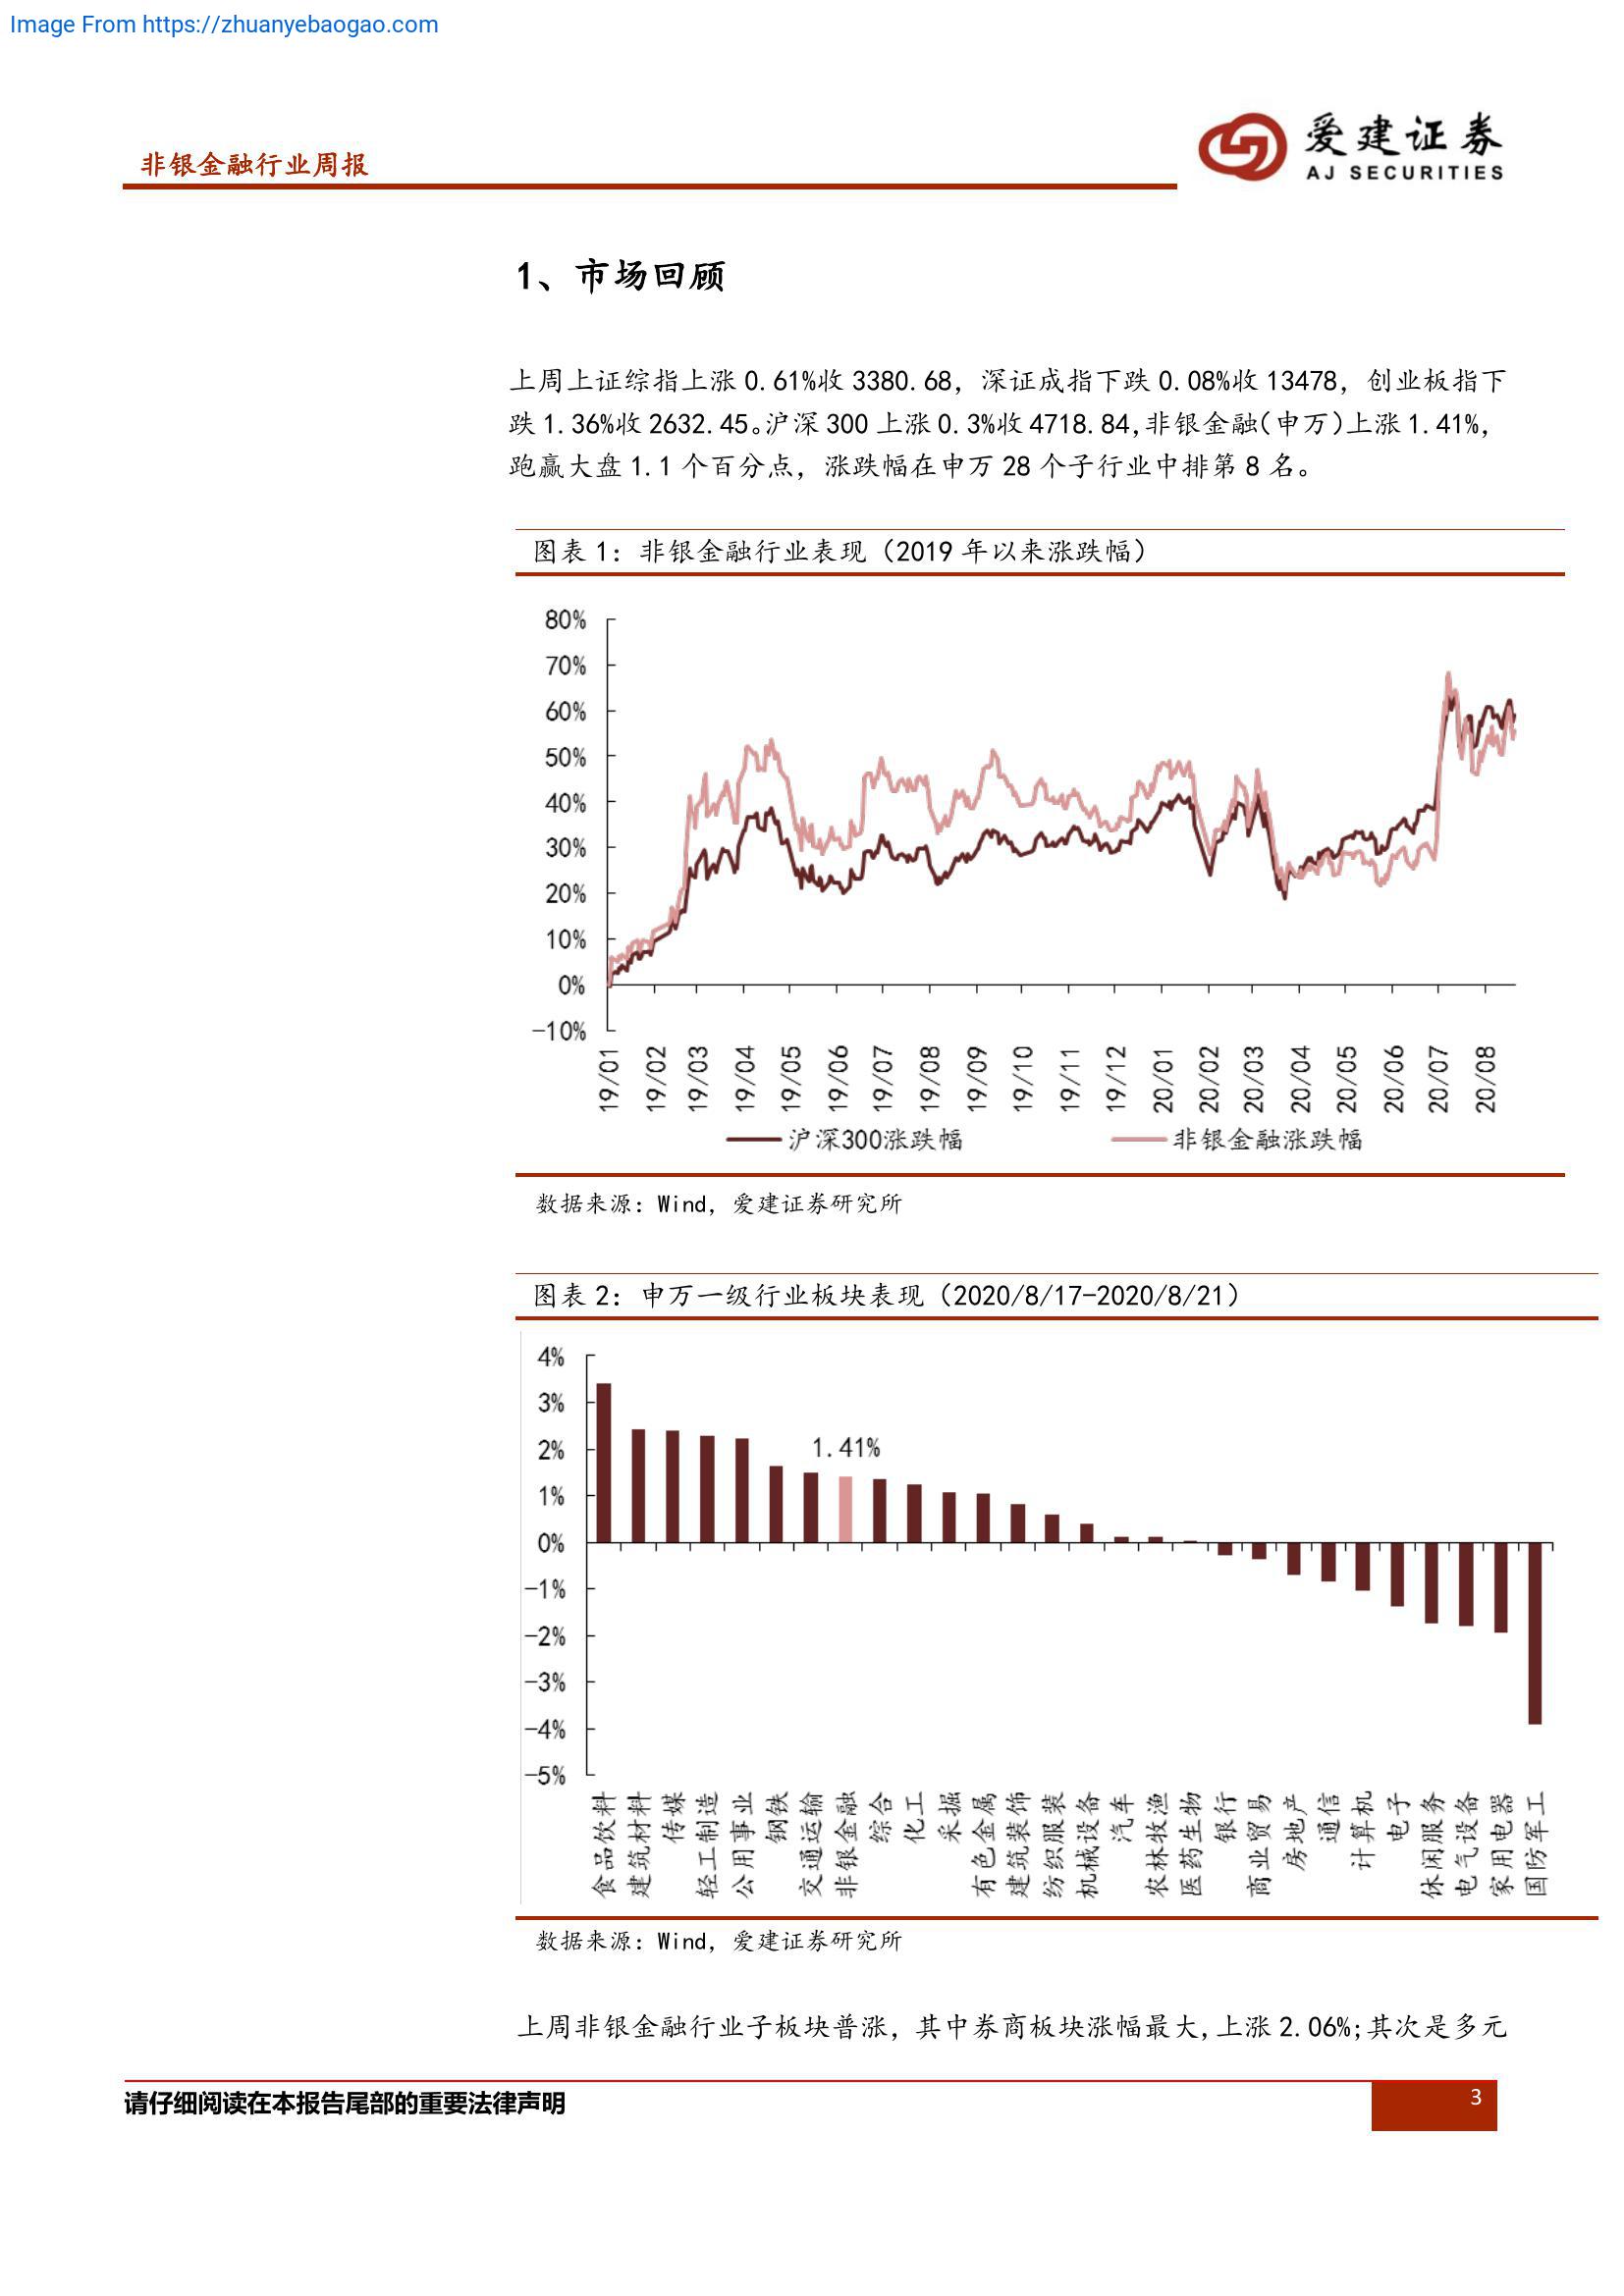 Image From https://zhuanyebaogao.com
非银金融行业周报
爱建证券
AJ SECURITIES
1、市场回顾
上周上证综指上涨 0.61%收 3380.68，深证成指下跌 0.08%收 13478，创业板指下
跌 1.36%收 2632.45。沪深 300 上涨 0.3%收 4718.84,非银金融(申万)上涨 1.41%，
跑赢大盘 1.1 个百分点，涨跌幅在申万 28 个子行业中排第 8 名。
图表 1：非银金融行业表现（2019 年以来涨跌幅）
80%
70%
60%
50%
40%
30%
20%
10%
0%
-10%
19/01
19/02
19/03
19/04
19/05
19/06
19/07
19/08
19/09
19/10
19/11
19/12
20/01
20/02
20/03
20/04
20/05
20/06
20/07
20/08
沪深300涨跌幅
非银金融涨跌幅
数据来源：Wind，爱建证券研究所
图表 2：申万一级行业板块表现（2020/8/17-2020/8/21）
4%
3%
2%
1%
0%
-1%
-2%
-3%
-4%
-5%
1.41%
食品饮料
建筑材料
传媒
轻工制造
公用事业
钢铁
交通运输
非银金融
综合
化工
采掘
有色金属
建筑装饰
纺织服装
机械设备
汽车
农林牧渔
医药生物
银行
商业贸易
房地产
通信
计算机
电子
休闲服务
电气设备
家用电器
国防军工
数据来源：Wind，爱建证券研究所
上周非银金融行业子板块普涨，其中券商板块涨幅最大,上涨 2.06%;其次是多元
请仔细阅读在本报告尾部的重要法律声明
3